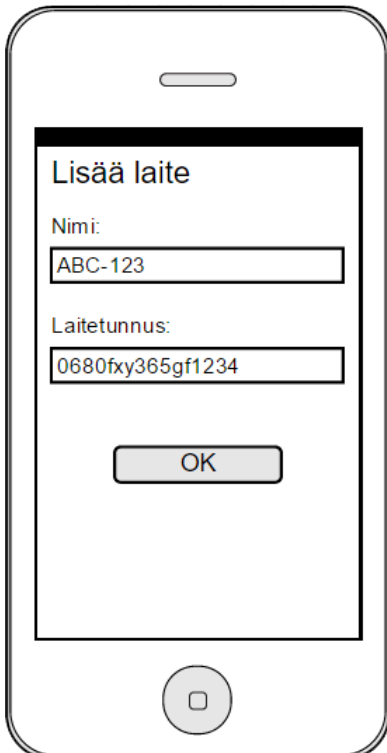 Lisää laite
Nimi:
ABC-123
Laitetunnus:
0680fxy365gf1234
OK